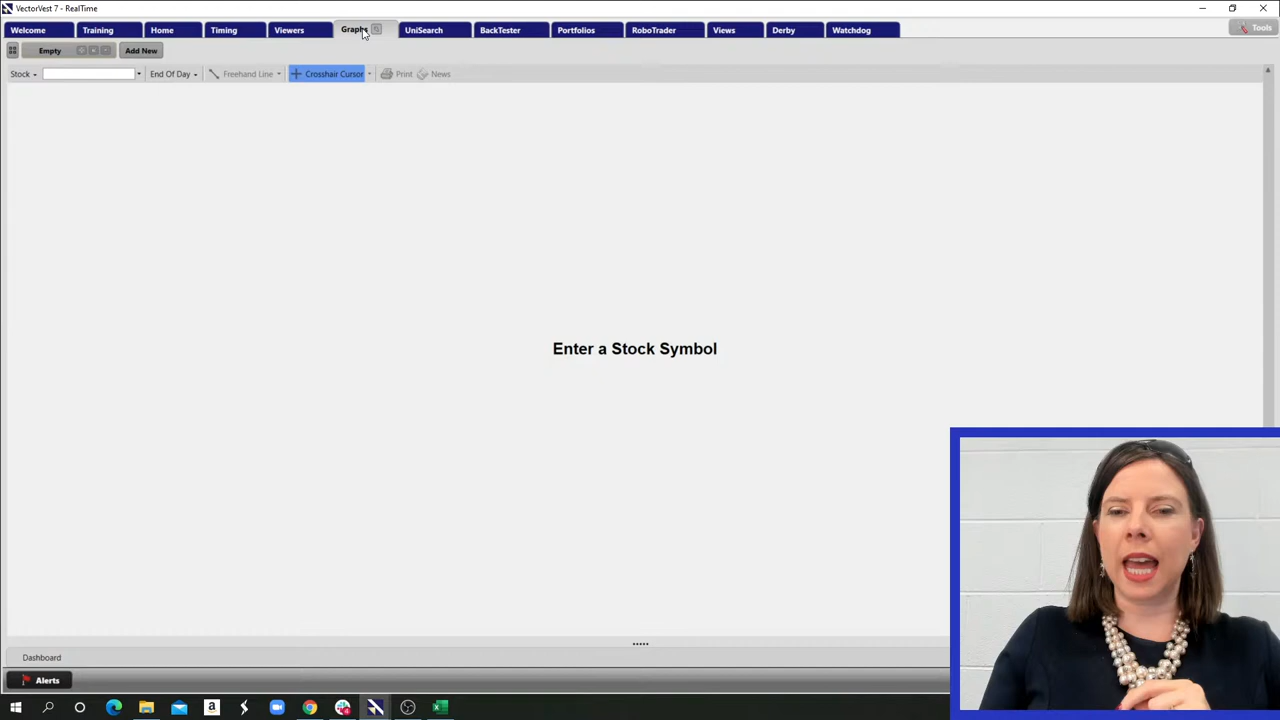 VectorVest 7 - RealTime
Welcome Training Home Timing Viewers Graphs UniSearch BackTester Portfolios RoboTrader Views Derby Watchdog Tools
Empty Add New
Stock End Of Day Freehand Line Crosshair Cursor Print News
Enter a Stock Symbol
Dashboard
Alerts